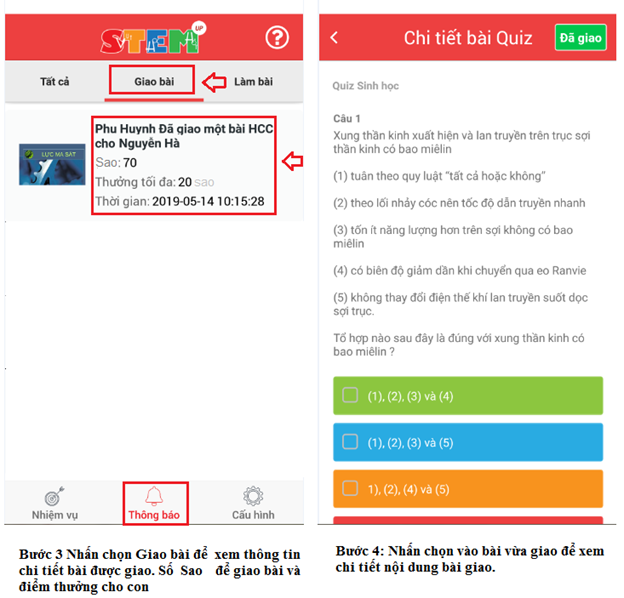 STEM UP
?
Tất cả
Giao bài
Làm bài
LỰC MA SÁT
Phu Huynh Đã giao một bài HCC
cho Nguyễn Hà
Sao: 70
Thưởng tối đa: 20 sao
Thời gian: 2019-05-14 10:15:28
Nhiệm vụ
Thông báo
Cấu hình
Bước 3 Nhấn chọn Giao bài để xem thông tin
chi tiết bài được giao. Số Sao để giao bài và
điểm thưởng cho con
Chi tiết bài Quiz
Đã giao
Quiz Sinh học
Câu 1
Xung thần kinh xuất hiện và lan truyền trên trục sợi
thần kinh có bao miêlin
(1) tuân theo quy luật “tất cả hoặc không”
(2) theo lối nhảy cóc nên tốc độ dẫn truyền nhanh
(3) tốn ít năng lượng hơn trên sợi không có bao
miêlin
(4) có biên độ giảm dần khi chuyển qua eo Ranvie
(5) không thay đổi điện thế khí lan truyền suốt dọc
sợi trục.
Tổ hợp nào sau đây là đúng với xung thần kinh có
bao miêlin ?
(1), (2), (3) và (4)
(1), (2), (3) và (5)
1), (2), (4) và (5)
Bước 4: Nhấn chọn vào bài vừa giao để xem
chi tiết nội dung bài giao.